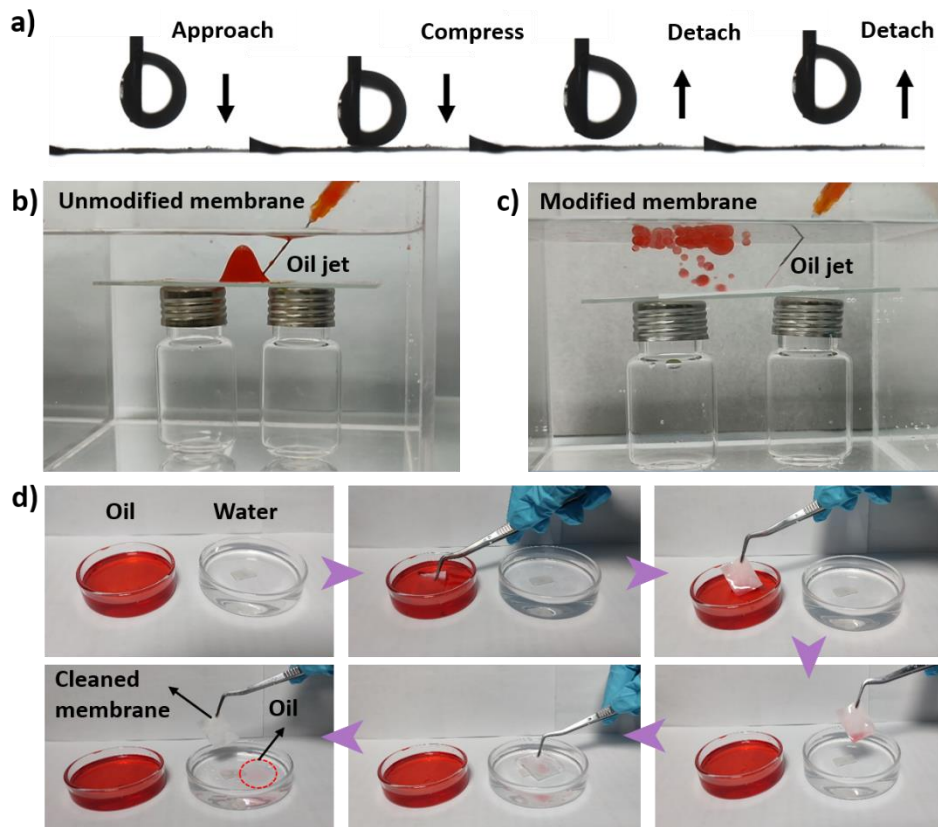 a)
Approach
Compress
Detach
Detach
b)
Unmodified membrane
Oil jet
c)
Modified membrane
Oil jet
d)
Oil
Water
Cleaned
membrane
Oil